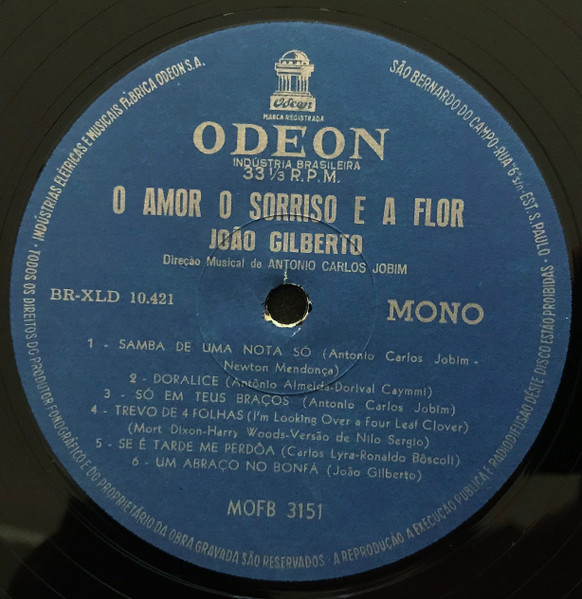 Odeon
MARCA REGISTRADA
ODEON
INDÚSTRIA BRASILEIRA
33 1/3 R.P.M.
O AMOR O SORRISO E A FLOR
JOÃO GILBERTO
Direção Musical de ANTONIO CARLOS JOBIM
BR-XLD 10.421
MONO
1 - SAMBA DE UMA NOTA SÓ (Antonio Carlos Jobim -
Newton Mendonça)
2 - DORALICE (Antônio Almeida-Dorival Caymmi)
3 - SÓ EM TEUS BRAÇOS (Antonio Carlos Jobim)
4 - TREVO DE 4 FOLHAS (I'm Looking Over a Four Leaf Clover)
(Mort Dixon-Harry Woods-Versão de Nilo Sergio)
5 - SE É TARDE ME PERDÔA (Carlos Lyra-Ronaldo Bôscoli)
6 - UM ABRAÇO NO BONFÁ (João Gilberto)
MOFB 3151
INDÚSTRIAS ELÉTRICAS E MUSICAIS FÁBRICA ODEON S.A.
SÃO BERNARDO DO CAMPO-RUA "6" s/n-EST. S. PAULO
• TODOS OS DIREITOS DO PRODUTOR FONOGRÁFICO E DO PROPRIETÁRIO DA OBRA GRAVADA SÃO RESERVADOS · A REPRODUÇÃO A EXECUÇÃO PÚBLICA E RADIODIFUSÃO DÊSTE DISCO ESTÃO PROIBIDAS •